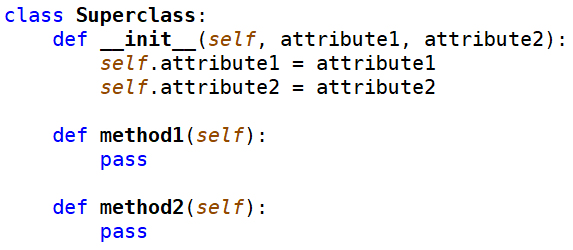 class Superclass:
    def __init__(self, attribute1, attribute2):
        self.attribute1 = attribute1
        self.attribute2 = attribute2

    def method1(self):
        pass

    def method2(self):
        pass